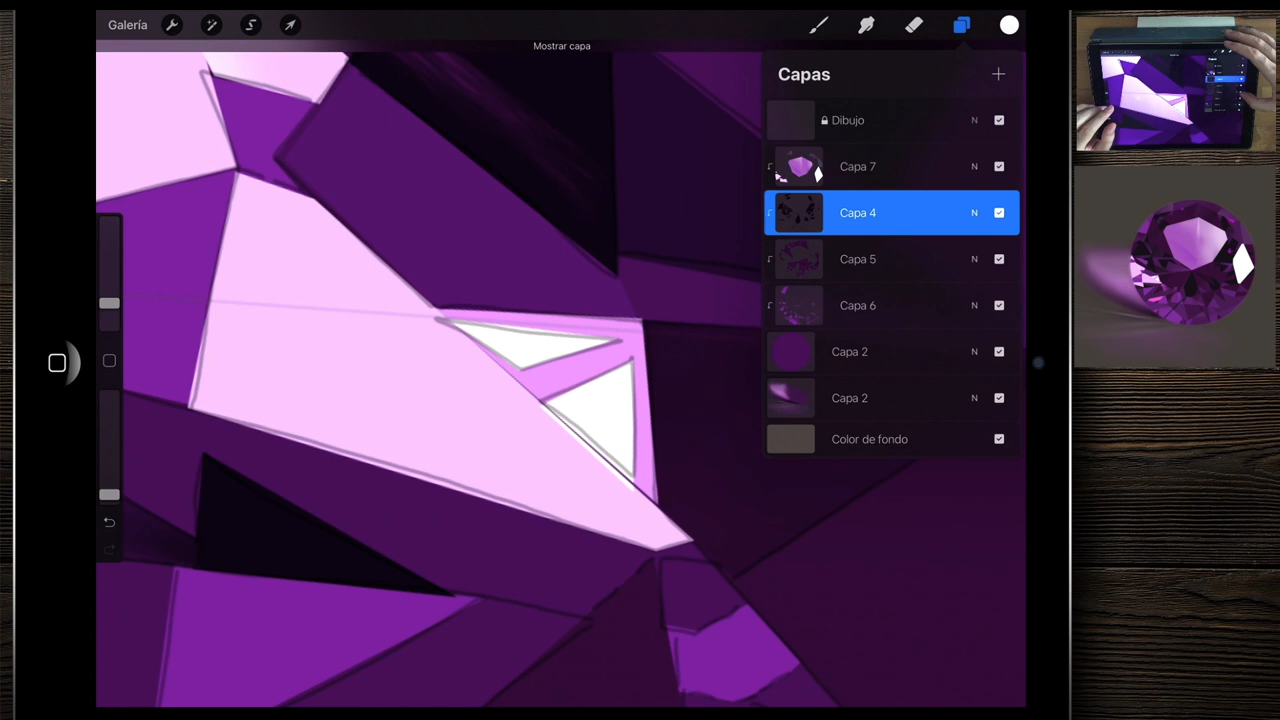 Galería
Mostrar capa
Capas
Dibujo N
Capa 7 N
Capa 4 N
Capa 5 N
Capa 6 N
Capa 2 N
Capa 2 N
Color de fondo